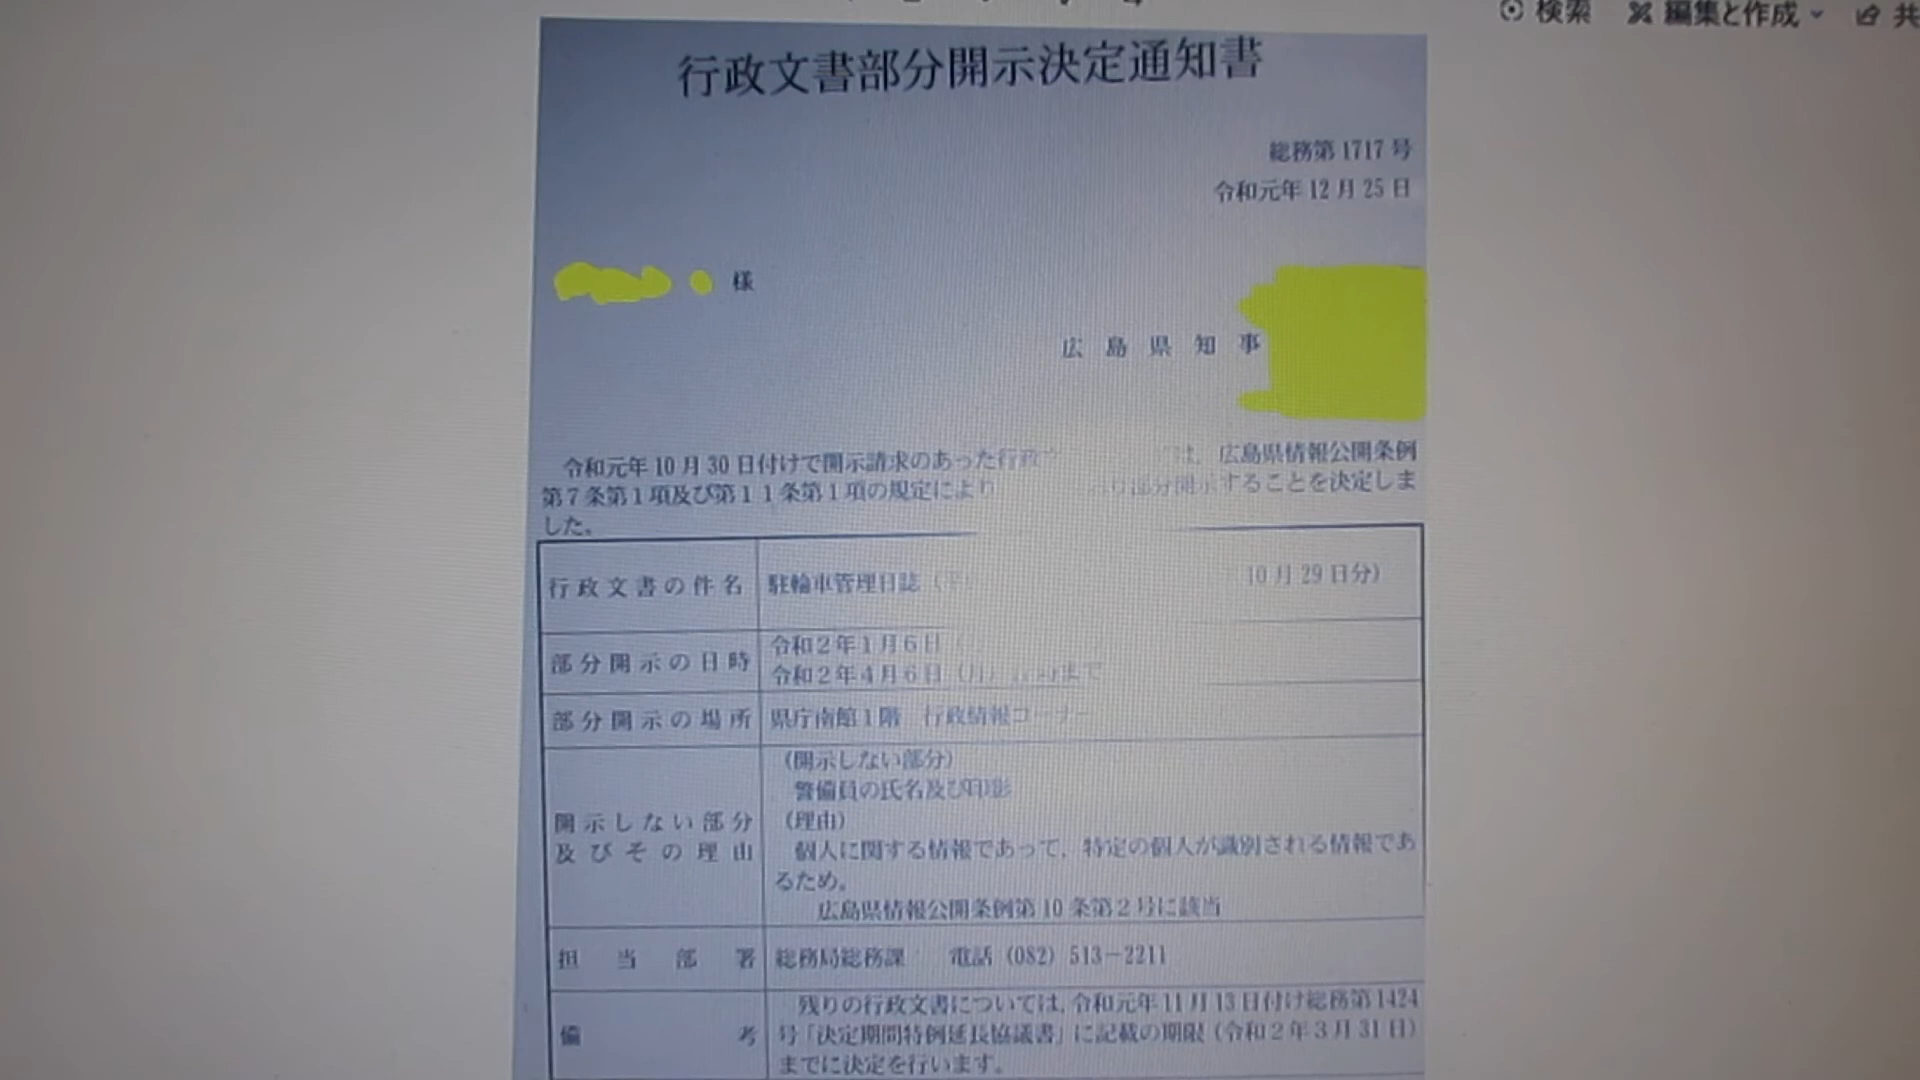 検索 編集と作成 共
行政文書部分開示決定通知書
総務第1717号
令和元年12月25日
様
広島県知事
令和元年10月30日付けで開示請求のあった行政 は,広島県情報公開条例
第7条第1項及び第11条第1項の規定により 部分開示することを決定しま
した。
行政文書の件名 駐輪車管理日誌( 10月29日分)
部分開示の日時 令和2年1月6日
令和2年4月6日(月) まで
部分開示の場所 県庁南館1階 行政情報コーナー
開示しない部分
及びその理由
(開示しない部分)
警備員の氏名及び印影
(理由)
個人に関する情報であって,特定の個人が識別される情報であ
るため。
広島県情報公開条例第10条第2号に該当
担当部署 総務局総務課 電話(082)513-2211
備考 残りの行政文書については,令和元年11月13日付け総務第1424
号「決定期間特例延長協議書」に記載の期限(令和2年3月31日)
までに決定を行います。